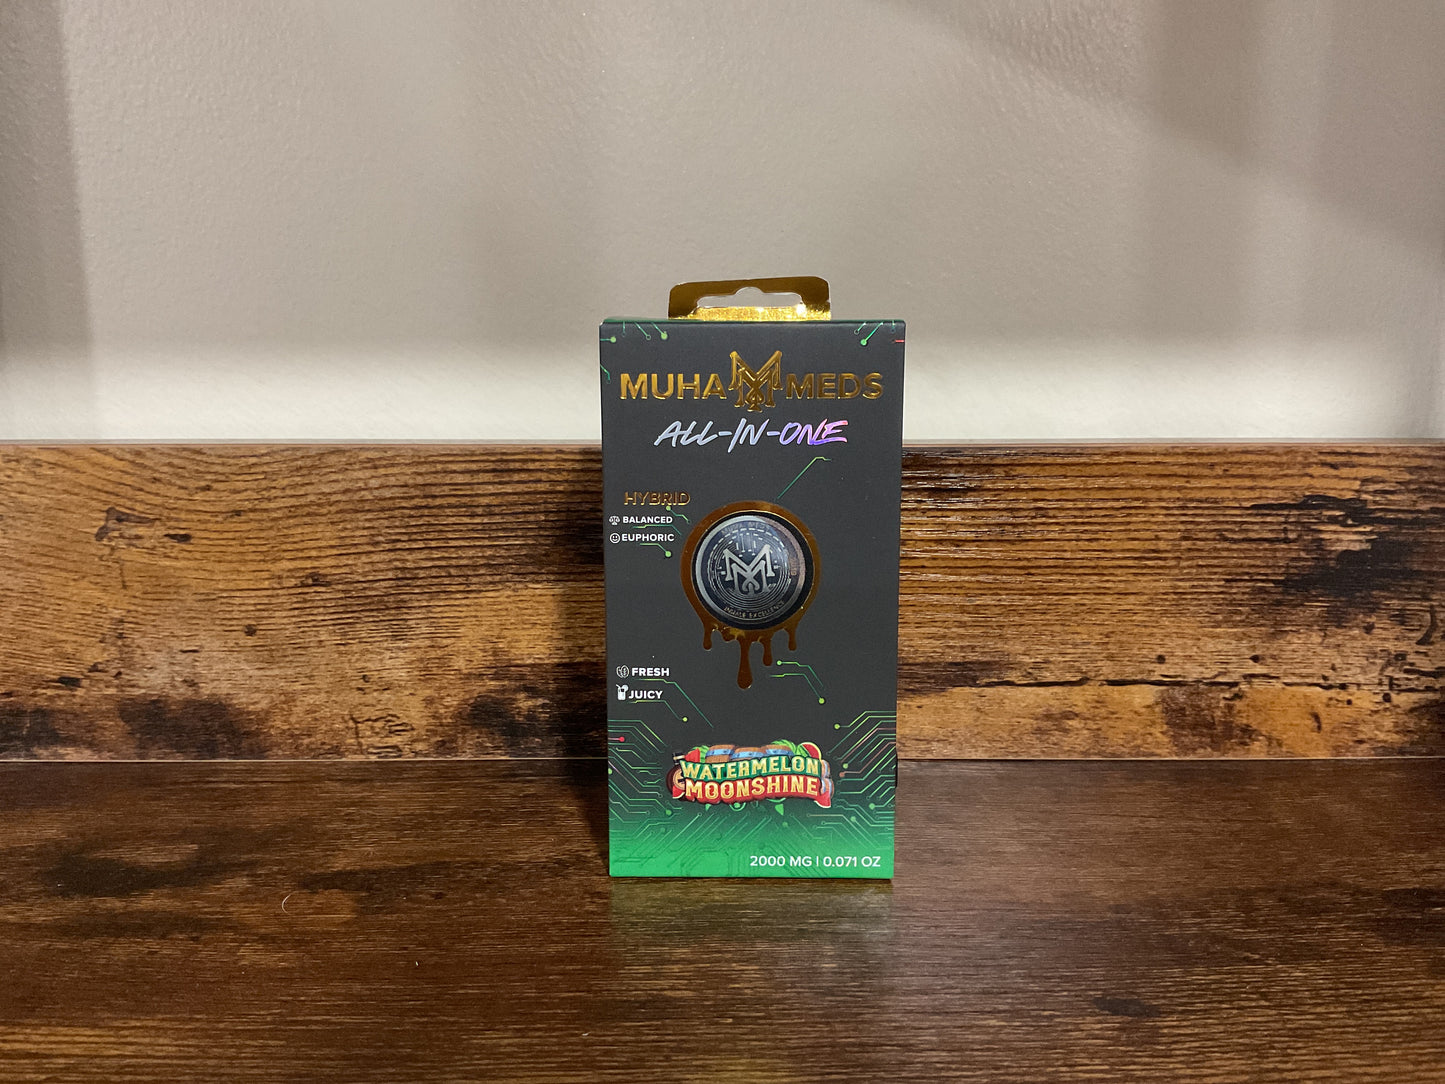 MUHA MEDS
ALL-IN-ONE
HYBRID
BALANCED
EUPHORIC
FRESH
JUICY
WATERMELON
MOONSHINE
2000 MG | 0.071 OZ